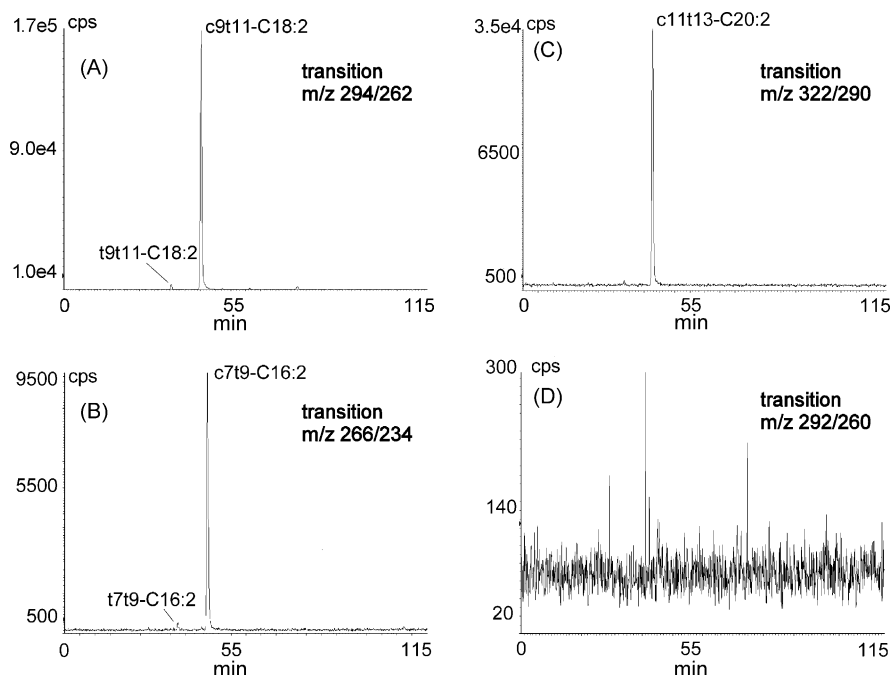 1.7e5 cps
c9t11-C18:2
(A)
transition
m/z 294/262
9.0e4
t9t11-C18:2
1.0e4
0 55 115
min
9500 cps
c7t9-C16:2
(B)
transition
m/z 266/234
5500
t7t9-C16:2
500
0 55 115
min
c11t13-C20:2
3.5e4 cps
(C)
transition
m/z 322/290
6500
500
0 55 115
min
300 cps
(D)
transition
m/z 292/260
140
20
0 55 115
min